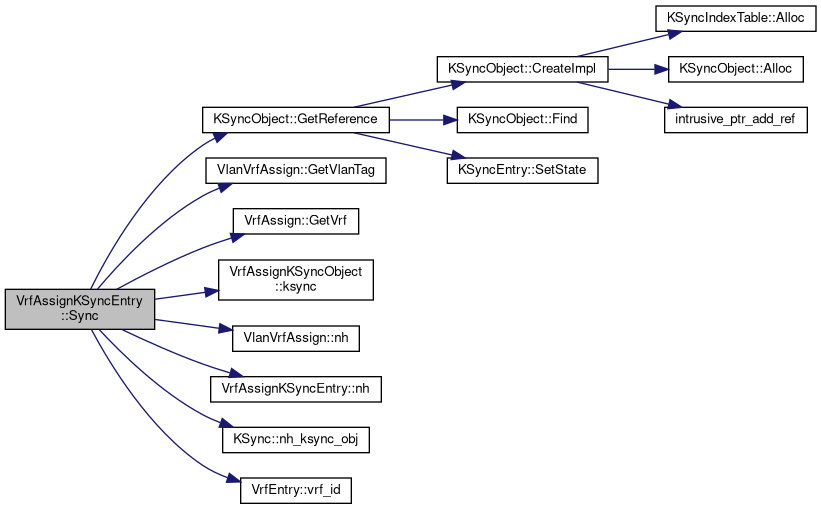 VrfAssignKSyncEntry
::Sync
KSyncObject::GetReference
KSyncObject::CreateImpl
KSyncIndexTable::Alloc
KSyncObject::Alloc
intrusive_ptr_add_ref
KSyncObject::Find
KSyncEntry::SetState
VlanVrfAssign::GetVlanTag
VrfAssign::GetVrf
VrfAssignKSyncObject
::ksync
VlanVrfAssign::nh
VrfAssignKSyncEntry::nh
KSync::nh_ksync_obj
VrfEntry::vrf_id